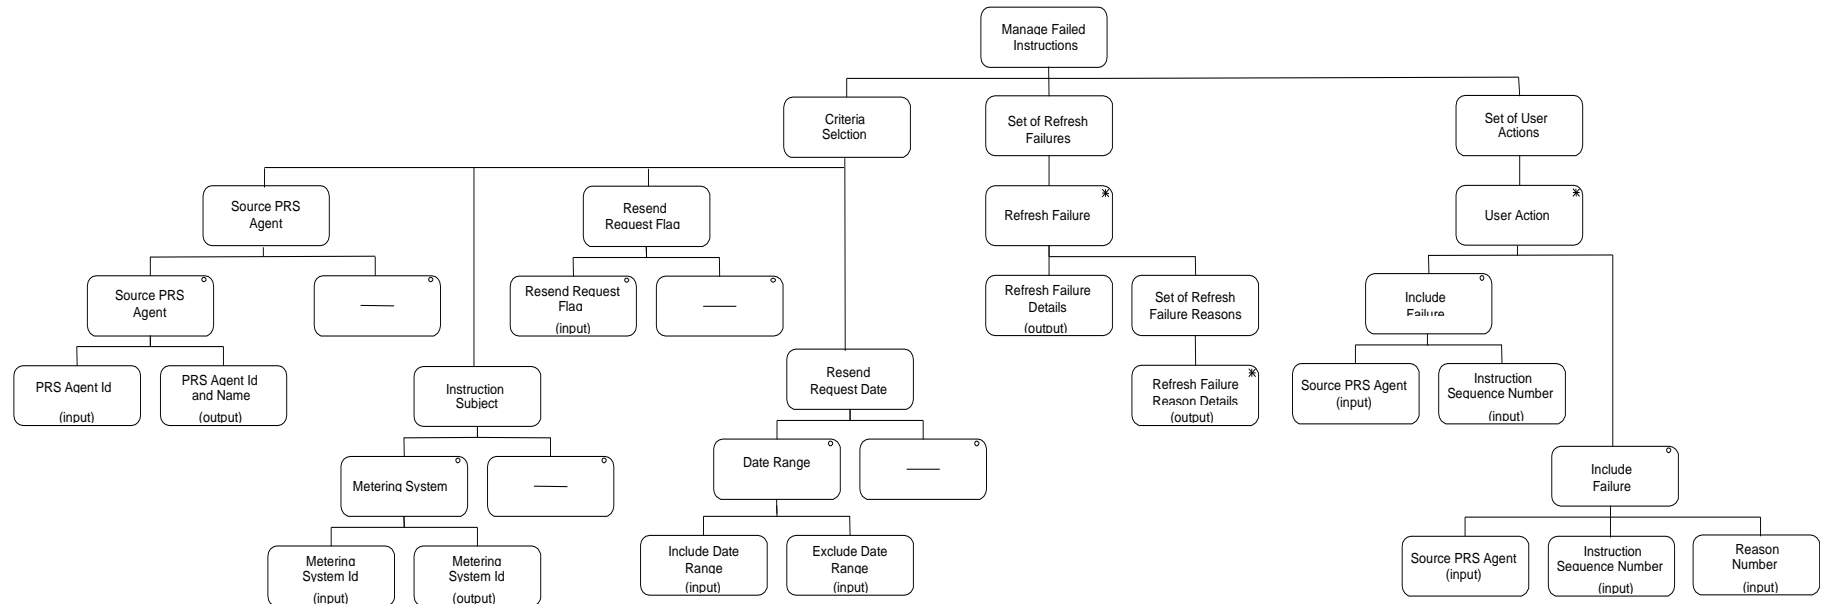 Manage Failed
Instructions
Criteria
Selction
Set of Refresh
Failures
Set of User
Actions
Source PRS
Agent
Resend
Request Flag
Refresh Failure
User Action
Source PRS
Agent
Resend Request
Flag
(input)
Refresh Failure
Details
(output)
Set of Refresh
Failure Reasons
Include
Failure
PRS Agent Id
(input)
PRS Agent Id
and Name
(output)
Instruction
Subject
Resend
Request Date
Refresh Failure
Reason Details
(output)
Source PRS Agent
(input)
Instruction
Sequence Number
(input)
Metering System
Date Range
Include
Failure
Metering
System Id
(input)
Metering
System Id
(output)
Include Date
Range
(input)
Exclude Date
Range
(input)
Source PRS Agent
(input)
Instruction
Sequence Number
(input)
Reason
Number
(input)